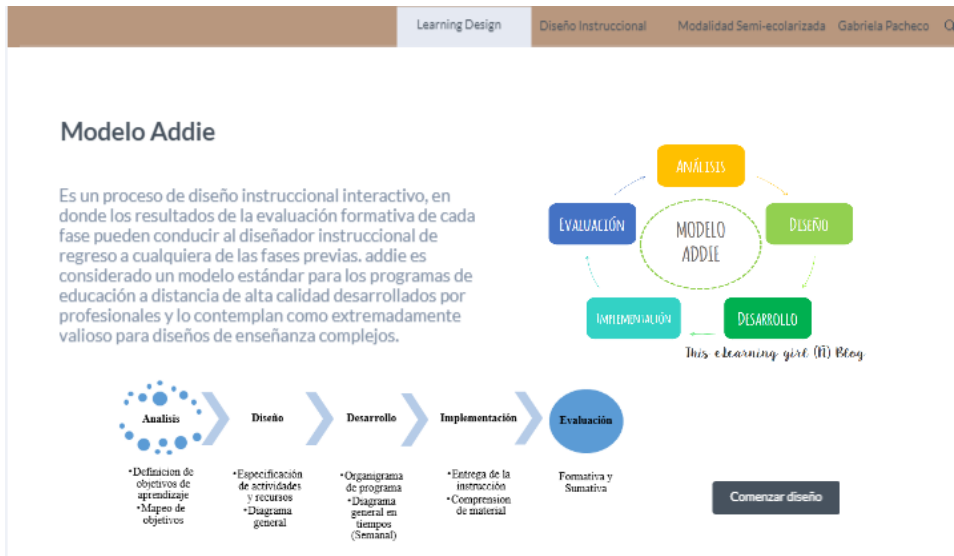 Learning Design
Diseño Instruccional
Modalidad Semi-ecolarizada
Gabriela Pacheco
Modelo Addie
Es un proceso de diseño instruccional interactivo, en
donde los resultados de la evaluación formativa de cada
fase pueden conducir al diseñador instruccional de
regreso a cualquiera de las fases previas. addie es
considerado un modelo estándar para los programas de
educación a distancia de alta calidad desarrollados por
profesionales y lo contemplan como extremadamente
valioso para diseños de enseñanza complejos.
ANÁLISIS
EVALUACIÓN
MODELO
ADDIE
DISEÑO
IMPLEMENTACIÓN
DESARROLLO
This eLearning girl (Ñ) Blog
Analisis
Diseño
Desarrollo
Implementación
Evaluación
•Definicion de
objetivos de
aprendizaje
•Mapeo de
objetivos
•Especificación
de actividades
y recursos
•Diagrama
general
•Organigrama
de programa
•Diagrama
general en
tiempos
(Semanal)
•Entrega de la
instrucción
•Comprension
de material
Formativa y
Sumativa
Comenzar diseño